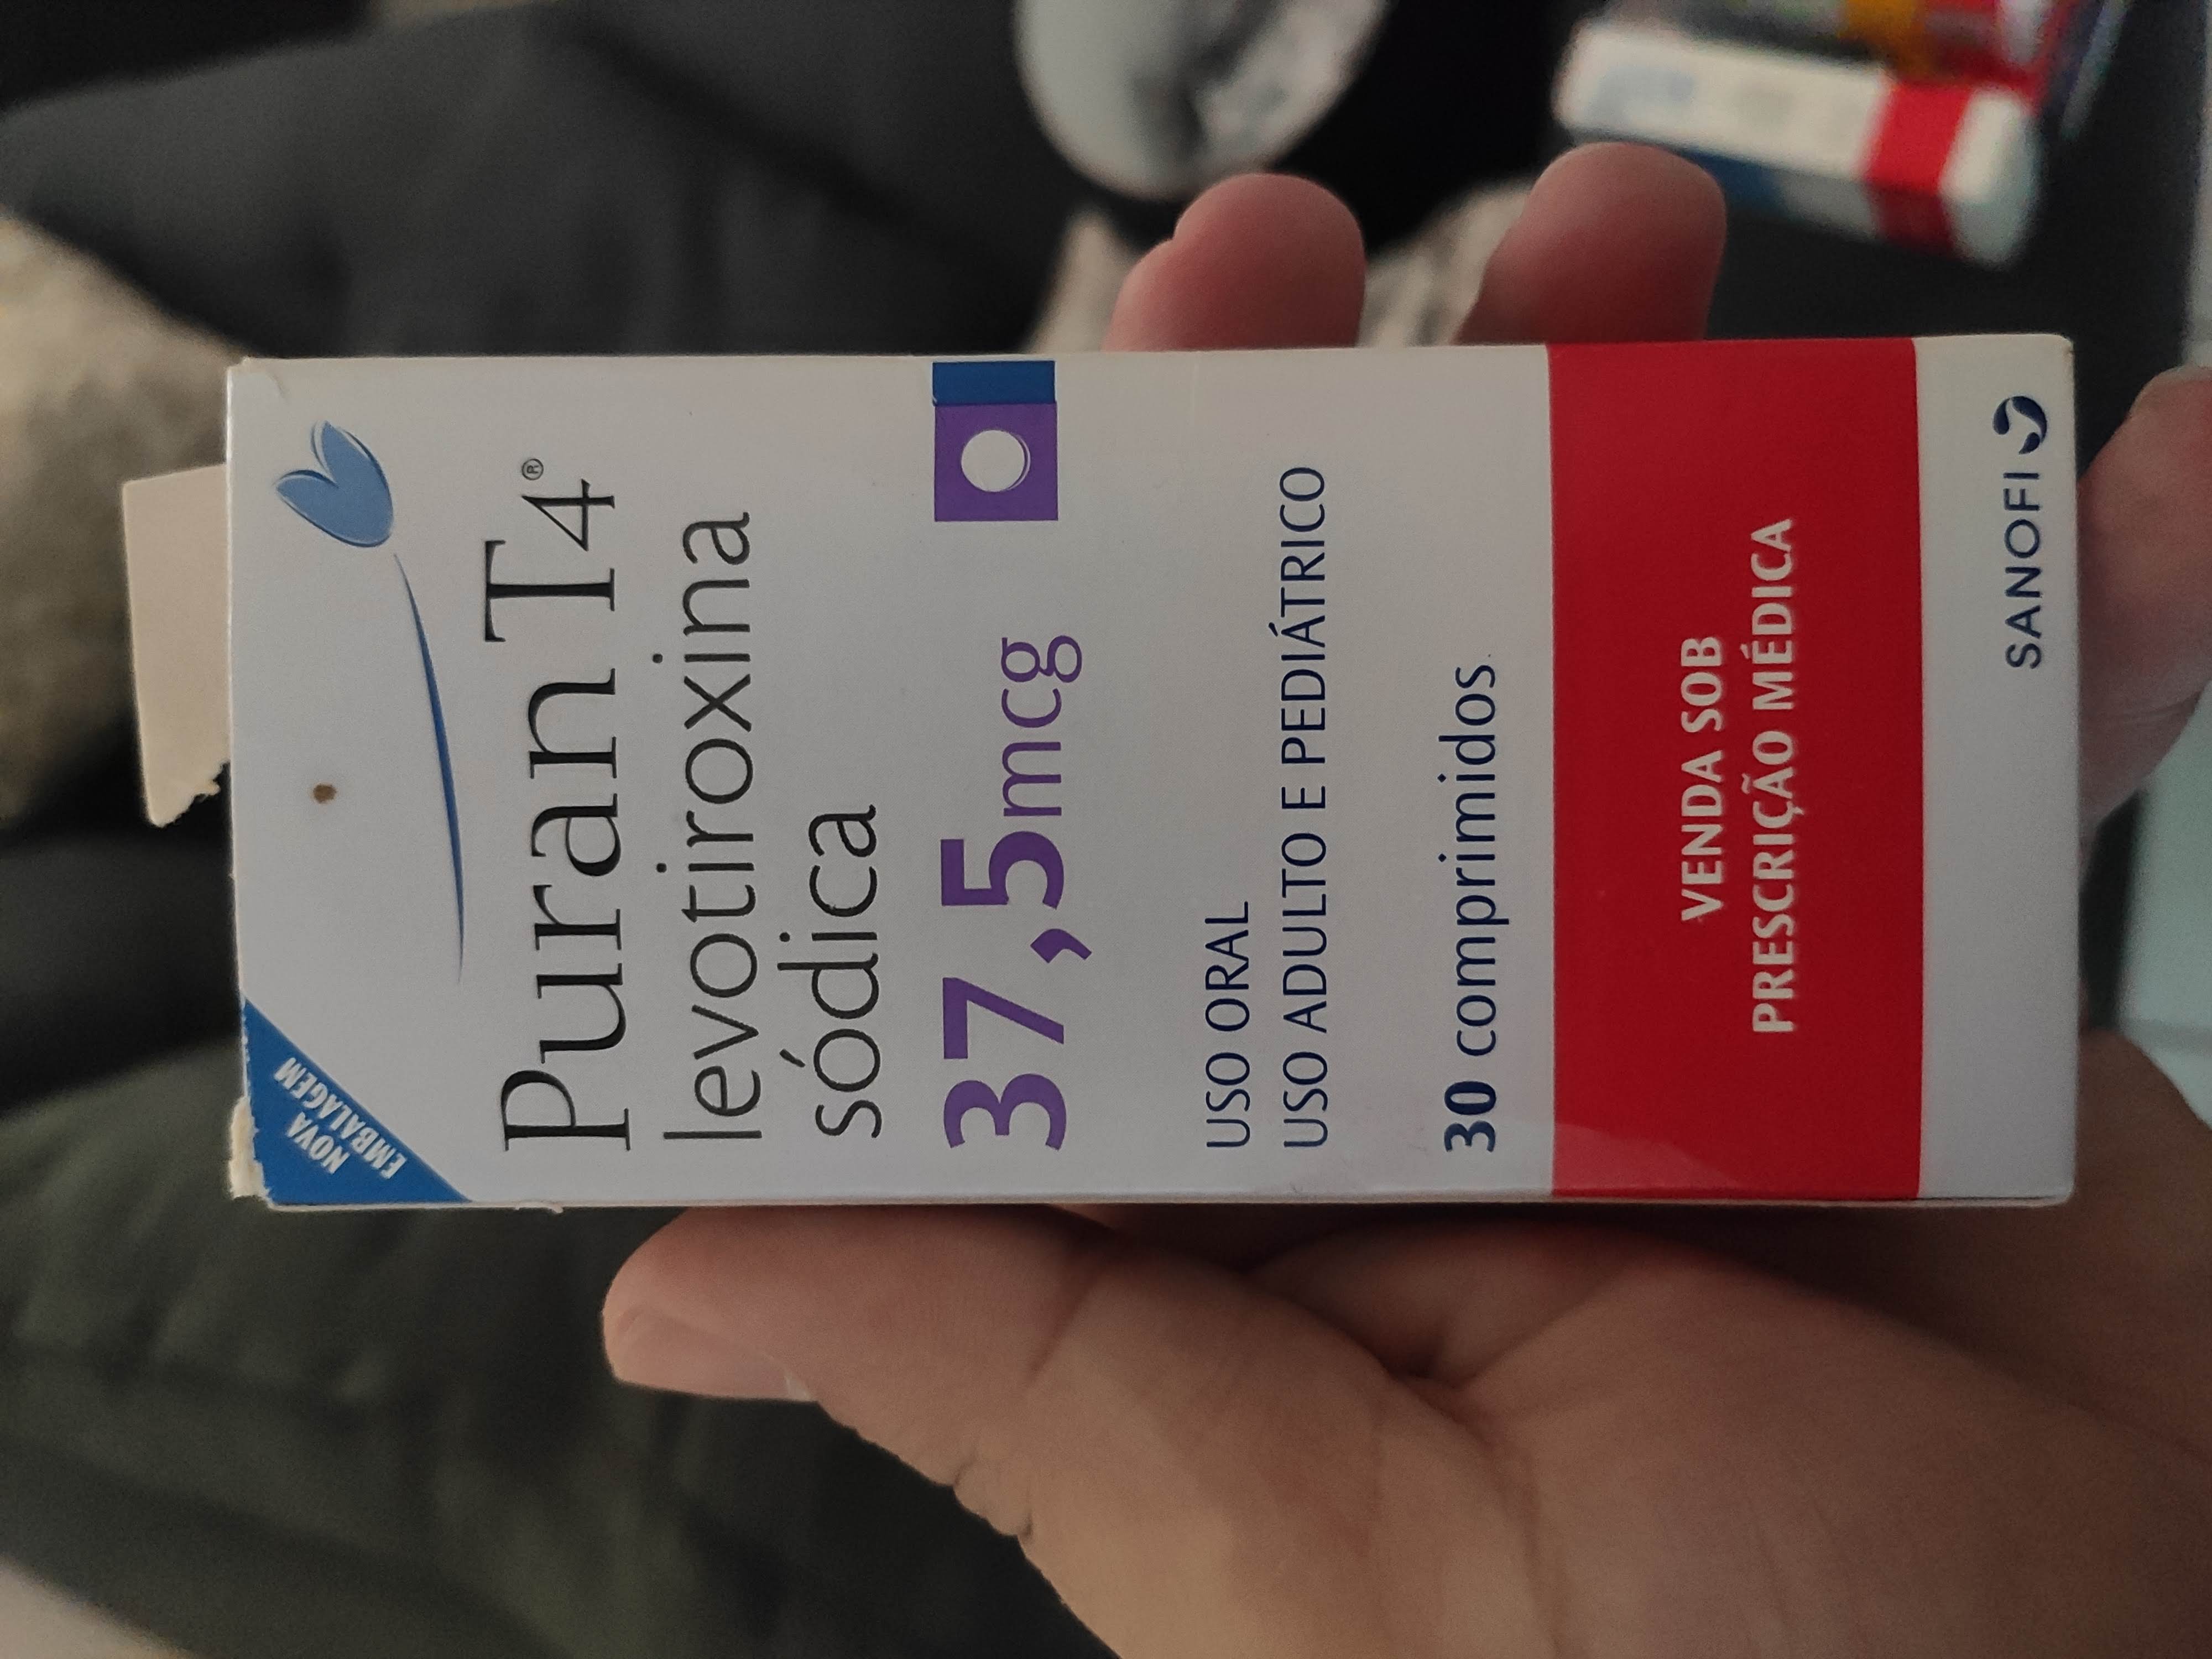 NOVA
EMBALAGEM
Puran T4®
levotiroxina
sódica
37,5mcg
USO ORAL
USO ADULTO E PEDIÁTRICO
30 comprimidos
VENDA SOB
PRESCRIÇÃO MÉDICA
SANOFI